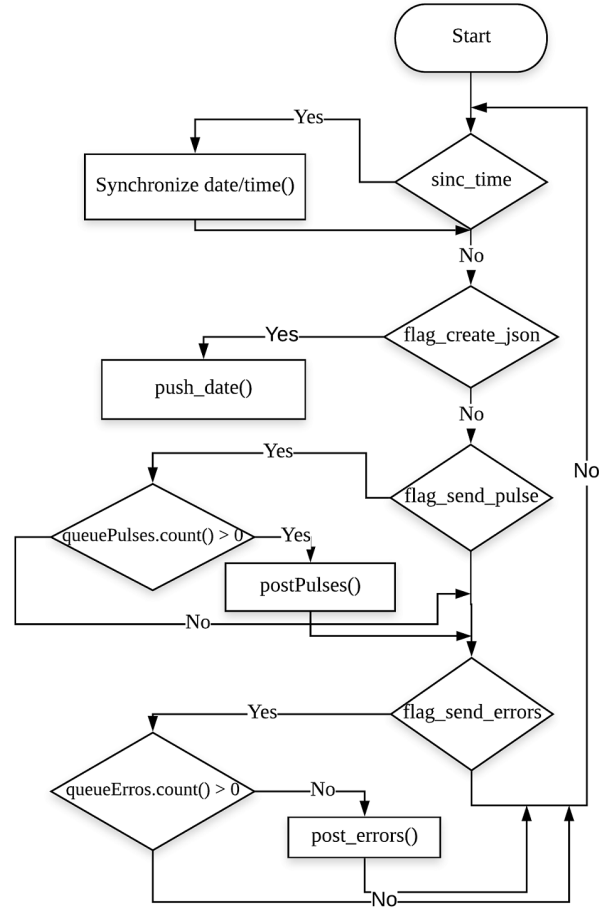 Start
Yes
sinc_time
Synchronize date/time()
No
flag_create_json
Yes
push_date()
No
Yes
No
flag_send_pulse
queuePulses.count() > 0
Yes
postPulses()
No
flag_send_errors
Yes
queueErros.count() > 0
No
post_errors()
No